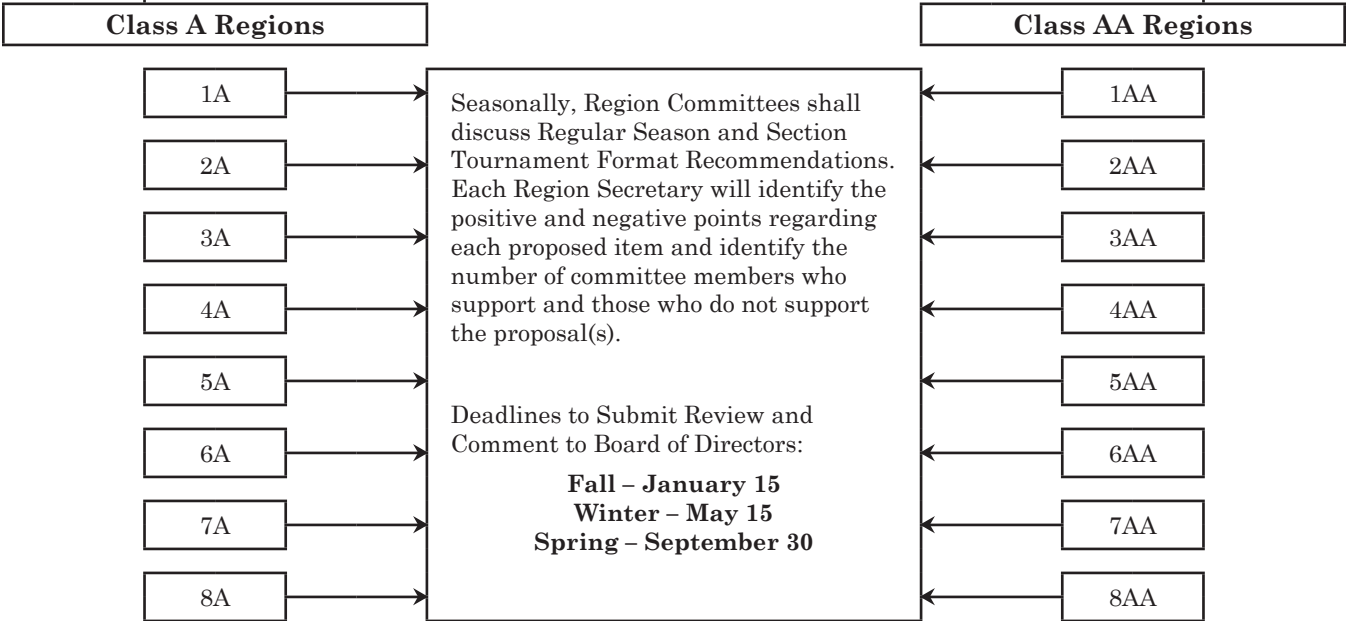 Class A Regions
Class AA Regions
1A
2A
3A
4A
5A
6A
7A
8A
Seasonally, Region Committees shall
discuss Regular Season and Section
Tournament Format Recommendations.
Each Region Secretary will identify the
positive and negative points regarding
each proposed item and identify the
number of committee members who
support and those who do not support
the proposal(s).
Deadlines to Submit Review and
Comment to Board of Directors:
Fall – January 15
Winter – May 15
Spring – September 30
1AA
2AA
3AA
4AA
5AA
6AA
7AA
8AA